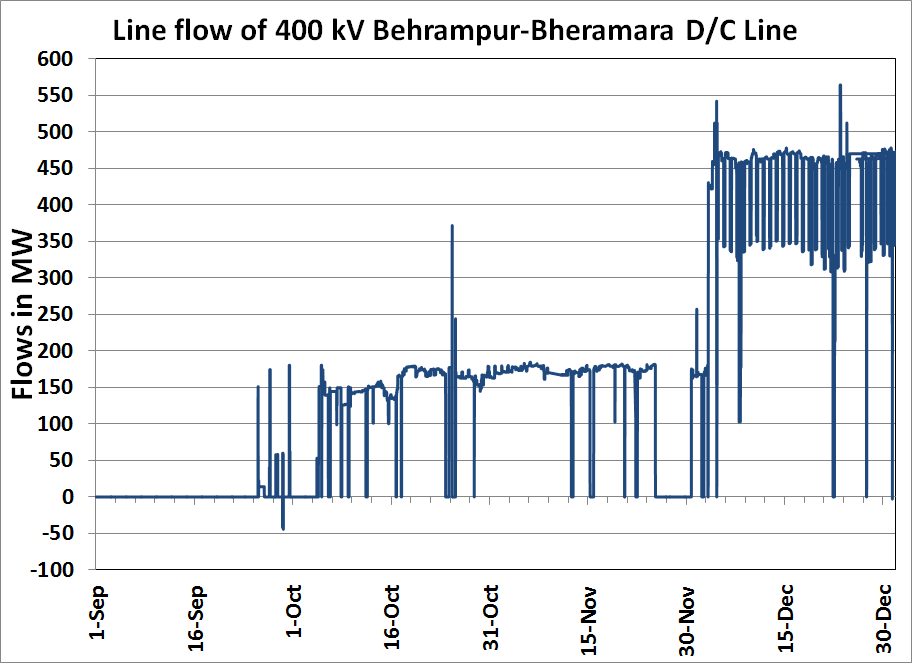 Line flow of 400 kV Behrampur-Bheramara D/C Line
Flows in MW
600
550
500
450
400
350
300
250
200
150
100
50
0
-50
-100
1-Sep
16-Sep
1-Oct
16-Oct
31-Oct
15-Nov
30-Nov
15-Dec
30-Dec